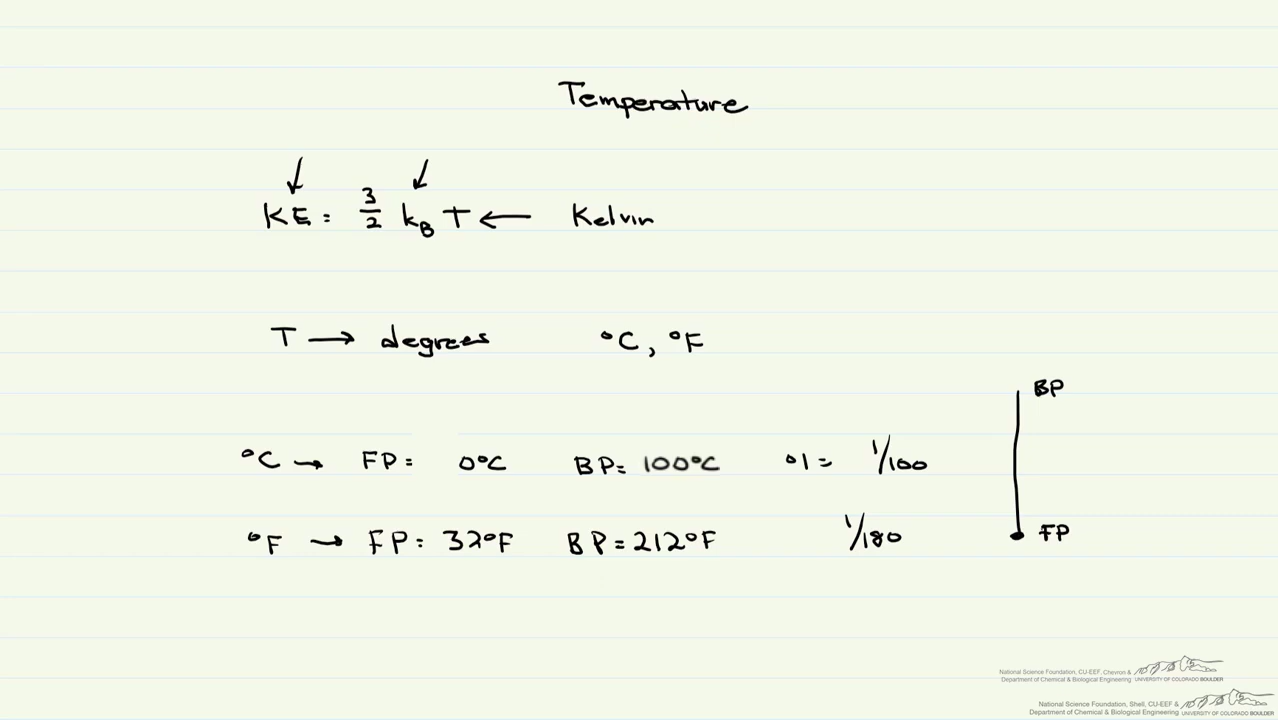 Temperature
KE = 3/2 k_B T ← Kelvin
T → degrees °C, °F
BP
°C → FP = 0°C BP = 100°C °1 = 1/100
°F → FP = 32°F BP = 212°F 1/180 FP
National Science Foundation, CU-EEF, Chevron &
Department of Chemical & Biological Engineering UNIVERSITY OF COLORADO BOULDER
National Science Foundation, Shell, CU-EEF &
Department of Chemical & Biological Engineering UNIVERSITY OF COLORADO BOULDER